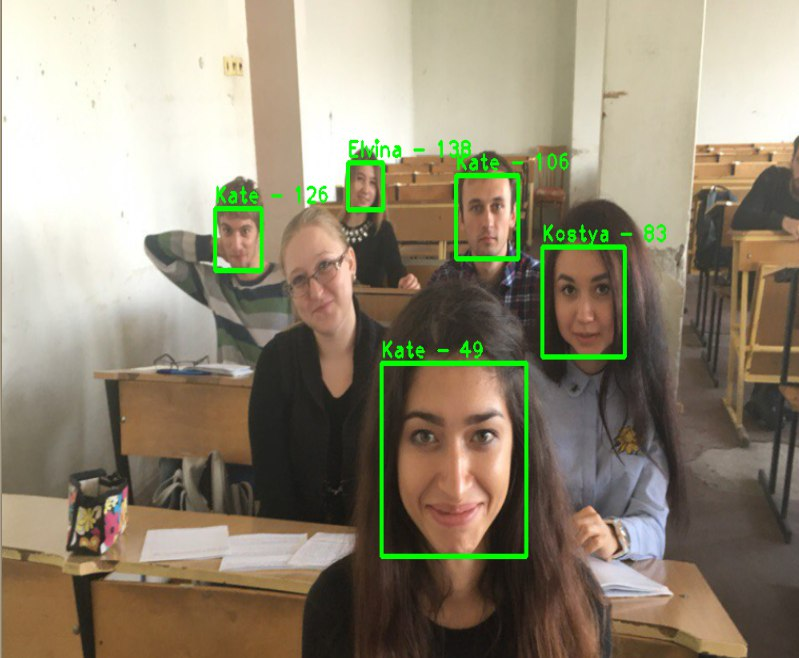 Elvina - 138
Kate - 106
Kate - 126
Kostya - 83
Kate - 49